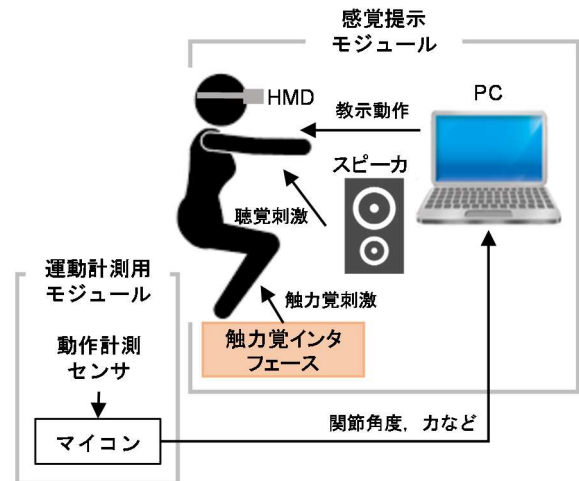 感覚提示
モジュール
HMD
PC
教示動作
スピーカ
聴覚刺激
運動計測用
モジュール
触力覚刺激
動作計測
センサ
触力覚インタ
フェース
マイコン
関節角度，力など